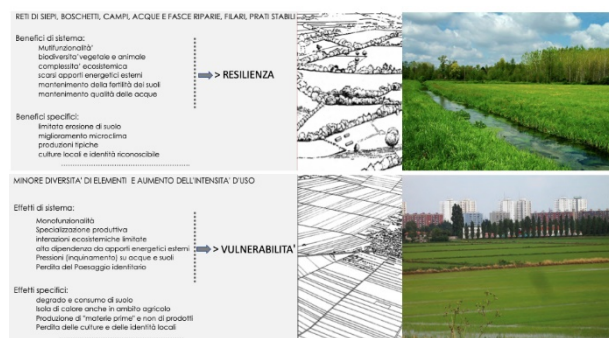 RETI DI SIEPI, BOSCHETTI, CAMPI, ACQUE E FASCE RIPARIE, FILARI, PRATI STABILI
Benefici di sistema:
Multifunzionalita'
biodiversita' vegetale e animale
complessita' ecosistemica
scarsi apporti energetici esterni
mantenimento della fertilità dei suoli
mantenimento qualità delle acque
> RESILIENZA
Benefici specifici:
limitata erosione di suolo
miglioramento microclima
produzioni tipiche
culture locali e identità riconoscibile
MINORE DIVERSITA' DI ELEMENTI E AUMENTO DELL'INTENSITA' D'USO
Effetti di sistema:
Monofunzionalità
Specializzazione produttiva
interazioni ecosistemiche limitate
alta dipendenza da apporti energetici esterni
Pressioni (inquinamento) su acque e suoli
Perdita del Paesaggio identitario
> VULNERABILITA'
Effetti specifici:
degrado e consumo di suolo
Isola di calore anche in ambito agricolo
Produzione di "materie prime" e non di prodotti
Perdita delle culture e delle identità locali